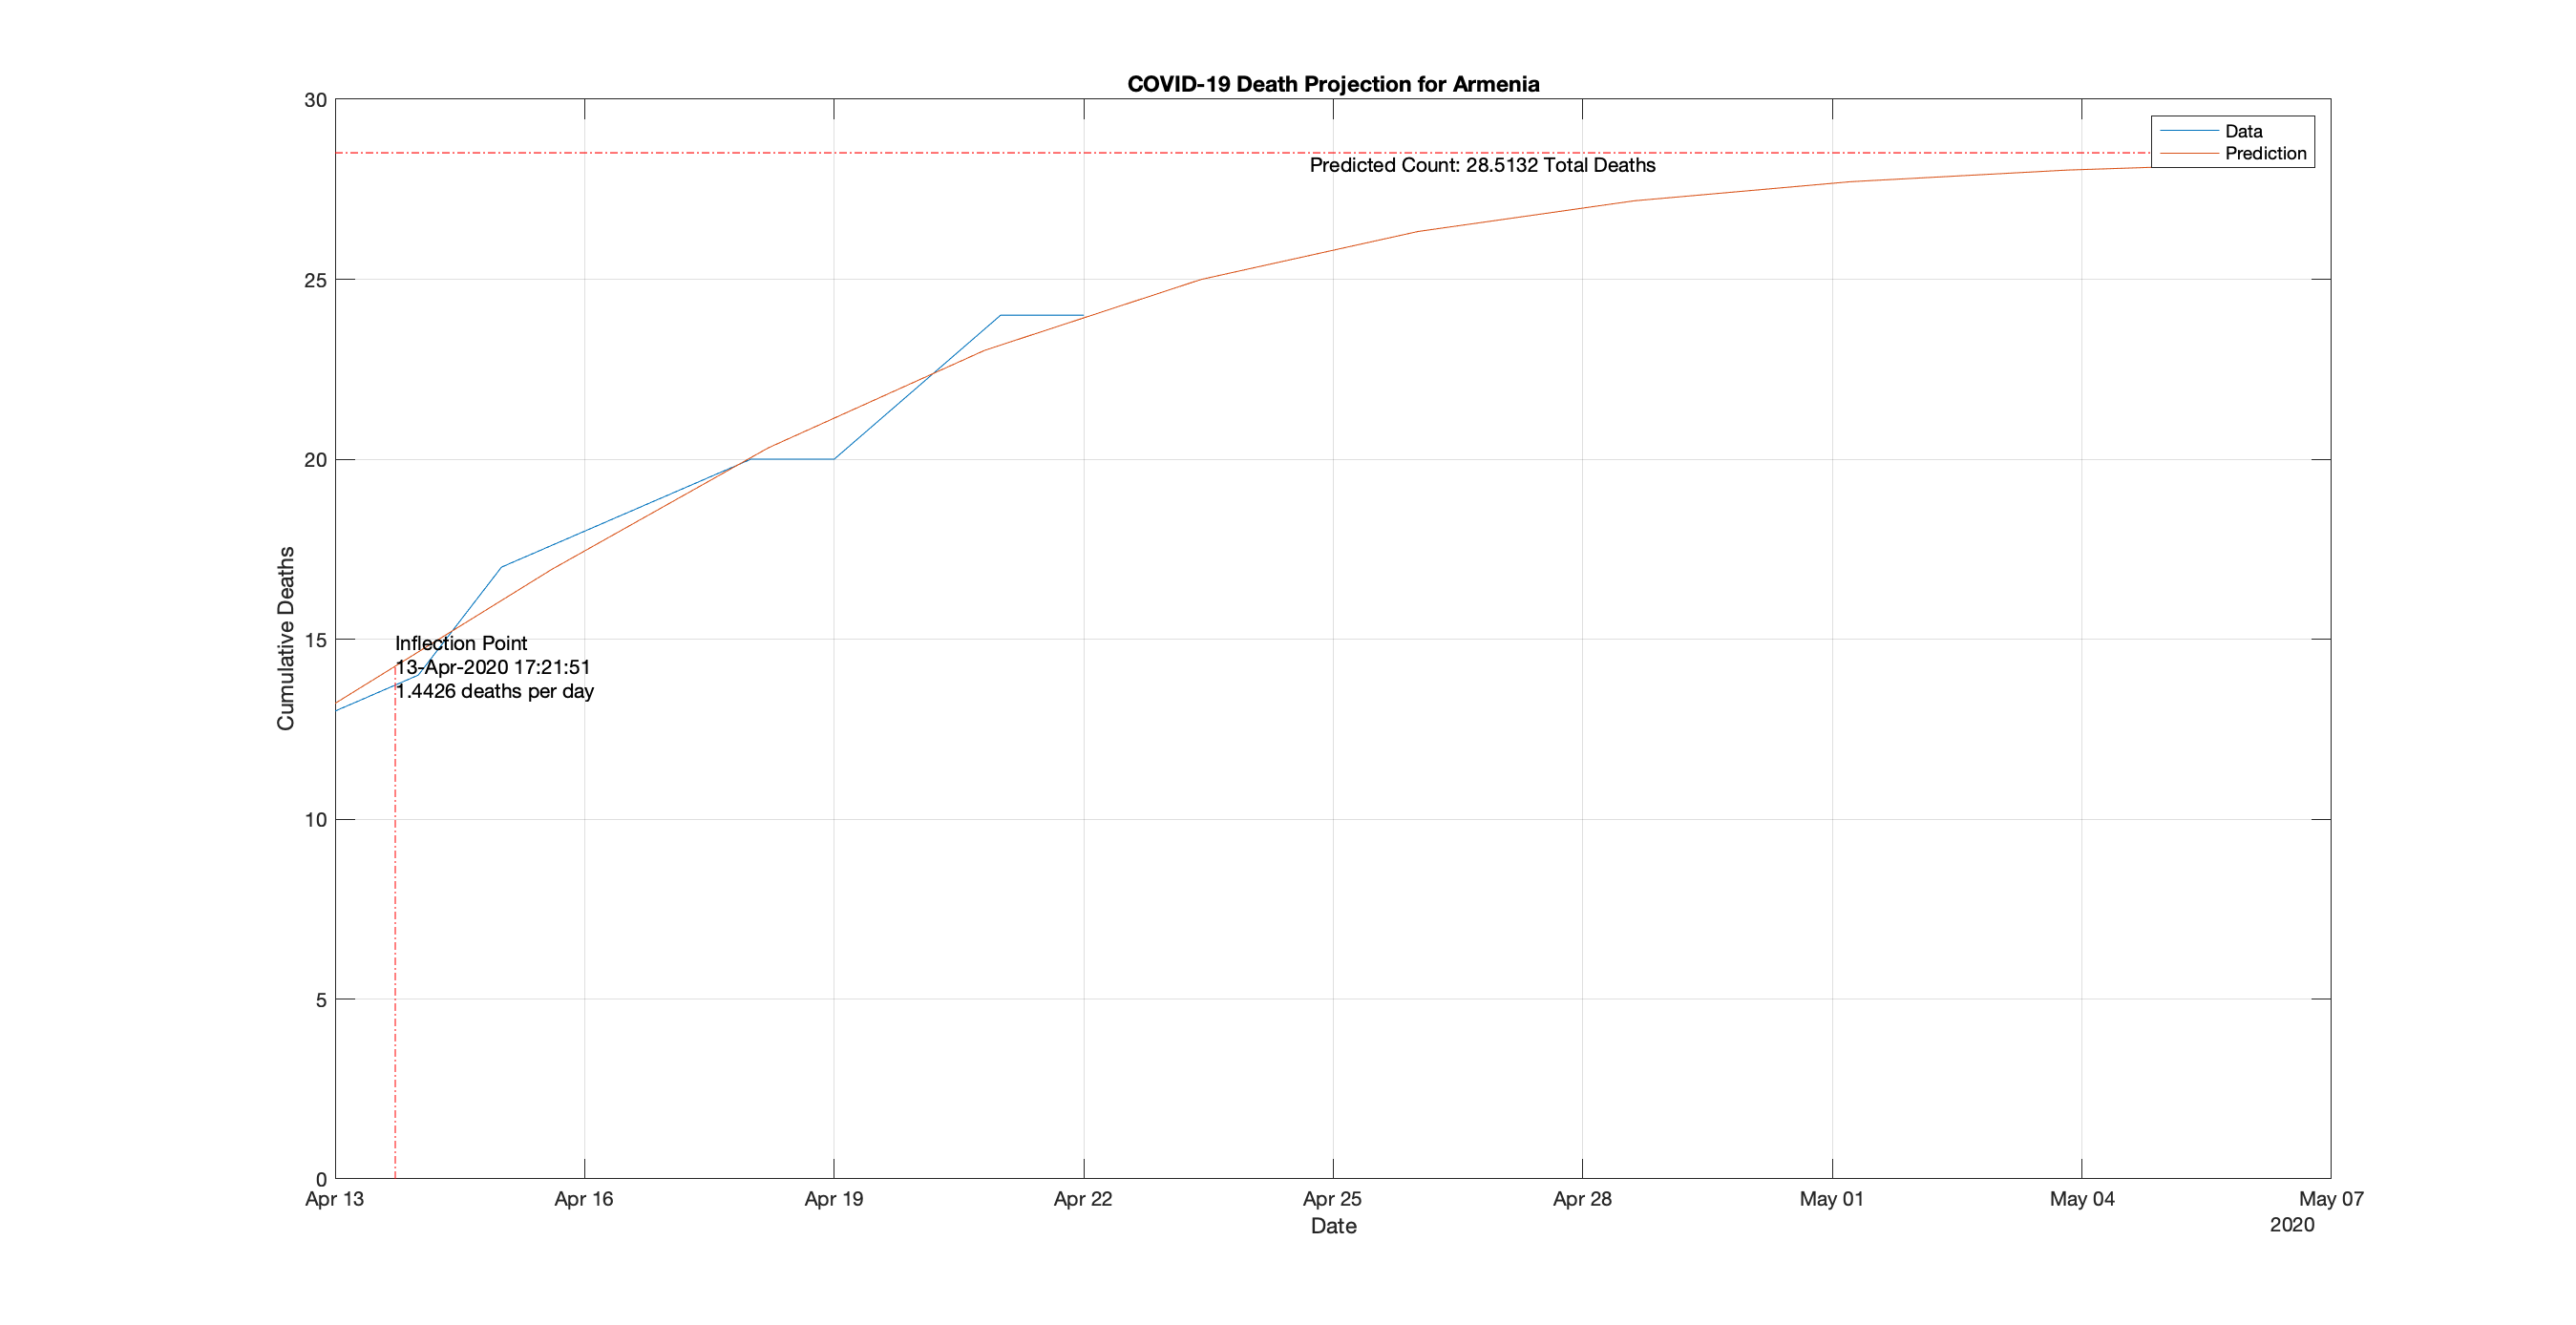 COVID-19 Death Projection for Armenia
30
25
20
15
10
5
0
Cumulative Deaths
Data
Prediction
Predicted Count: 28.5132 Total Deaths
Inflection Point
13-Apr-2020 17:21:51
1.4426 deaths per day
Apr 13 Apr 16 Apr 19 Apr 22 Apr 25 Apr 28 May 01 May 04 May 07
2020
Date